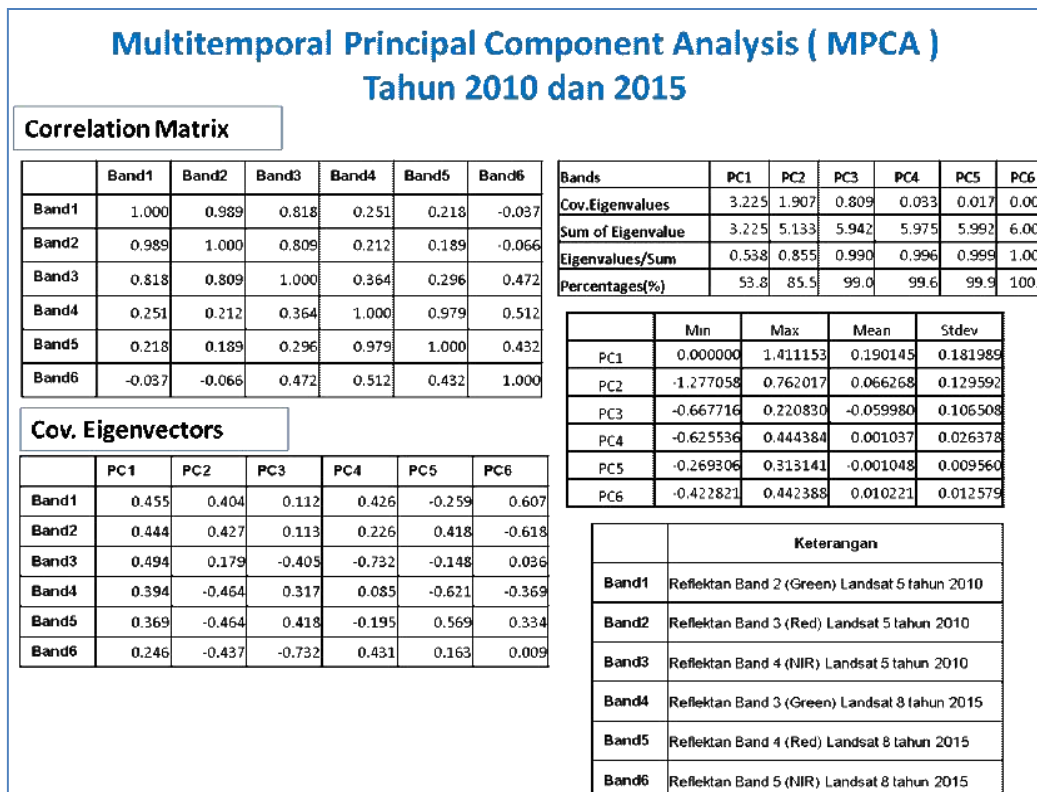 Multitemporal Principal Component Analysis ( MPCA )
Tahun 2010 dan 2015
Correlation Matrix
Band1 Band2 Band3 Band4 Band5 Band6
Band1 1.000 0.989 0.818 0.251 0.218 -0.037
Band2 0.989 1.000 0.809 0.212 0.189 -0.066
Band3 0.818 0.809 1.000 0.364 0.296 0.472
Band4 0.251 0.212 0.364 1.000 0.979 0.512
Band5 0.218 0.189 0.296 0.979 1.000 0.432
Band6 -0.037 -0.066 0.472 0.512 0.432 1.000
Cov. Eigenvectors
PC1 PC2 PC3 PC4 PC5 PC6
Band1 0.455 0.404 0.112 0.426 -0.259 0.607
Band2 0.444 0.427 0.113 0.226 0.418 -0.618
Band3 0.494 0.179 -0.405 -0.732 -0.148 0.036
Band4 0.394 -0.464 0.317 0.085 -0.621 -0.369
Band5 0.369 -0.464 0.418 -0.195 0.569 0.334
Band6 0.246 -0.437 -0.732 0.431 0.163 0.009
Bands PC1 PC2 PC3 PC4 PC5 PC6
Cov.Eigenvalues 3.225 1.907 0.809 0.033 0.017 0.00
Sum of Eigenvalue 3.225 5.133 5.942 5.975 5.992 6.00
Eigenvalues/Sum 0.538 0.855 0.990 0.996 0.999 1.00
Percentages(%) 53.8 85.5 99.0 99.6 99.9 100.
Min Max Mean Stdev
PC1 0.000000 1.411153 0.190145 0.181989
PC2 -1.277058 0.762017 0.066268 0.129592
PC3 -0.667716 0.220830 -0.059980 0.106508
PC4 -0.625536 0.444384 0.001037 0.026378
PC5 -0.269306 0.313141 -0.001048 0.009560
PC6 -0.422821 0.442388 0.010221 0.012579
Keterangan
Band1 Reflektan Band 2 (Green) Landsat 5 tahun 2010
Band2 Reflektan Band 3 (Red) Landsat 5 tahun 2010
Band3 Reflektan Band 4 (NIR) Landsat 5 tahun 2010
Band4 Reflektan Band 3 (Green) Landsat 8 tahun 2015
Band5 Reflektan Band 4 (Red) Landsat 8 tahun 2015
Band6 Reflektan Band 5 (NIR) Landsat 8 tahun 2015